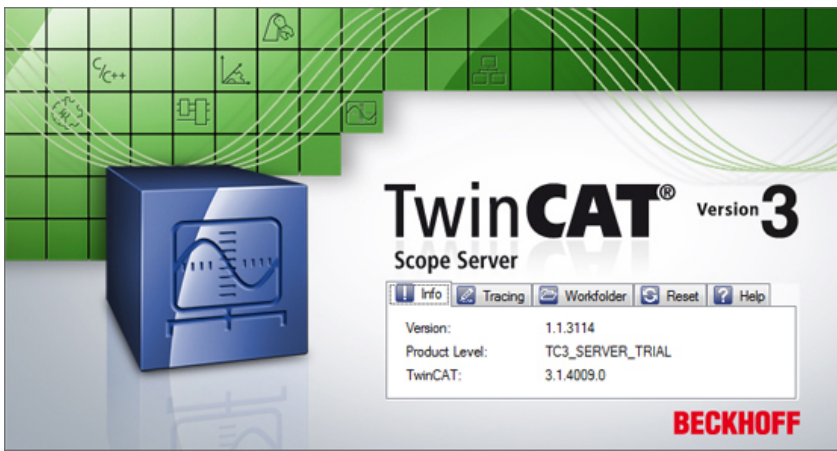 C/C++
TwinCAT® Version 3
Scope Server
Info Tracing Workfolder Reset Help
Version: 1.1.3114
Product Level: TC3_SERVER_TRIAL
TwinCAT: 3.1.4009.0
BECKHOFF